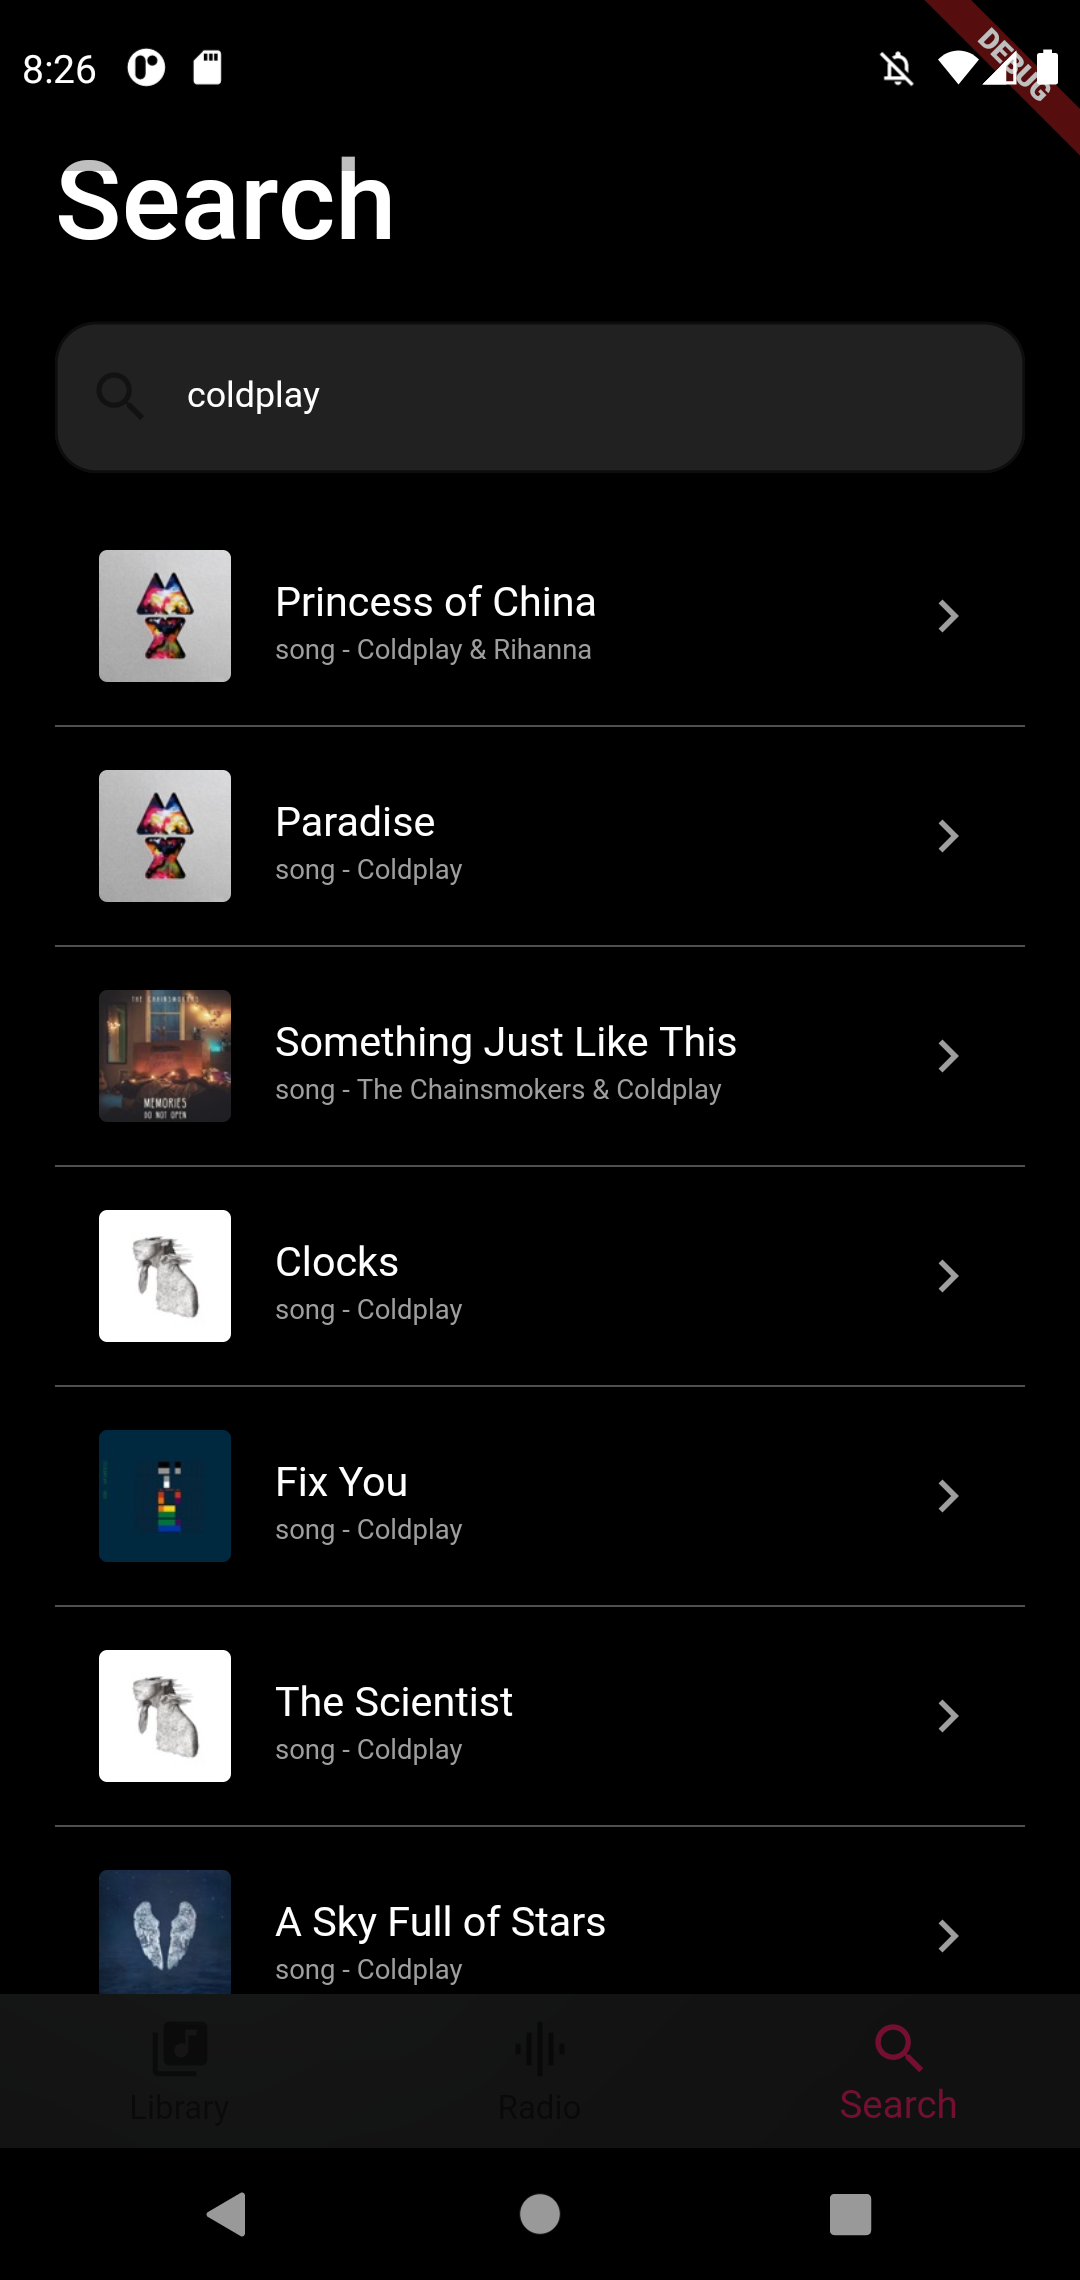 8:26
DEBUG
Search
coldplay
Princess of China
song - Coldplay & Rihanna
Paradise
song - Coldplay
THE CHAINSMOKERS
MEMORIES
DO NOT OPEN
Something Just Like This
song - The Chainsmokers & Coldplay
Clocks
song - Coldplay
Fix You
song - Coldplay
The Scientist
song - Coldplay
A Sky Full of Stars
song - Coldplay
Library
Radio
Search